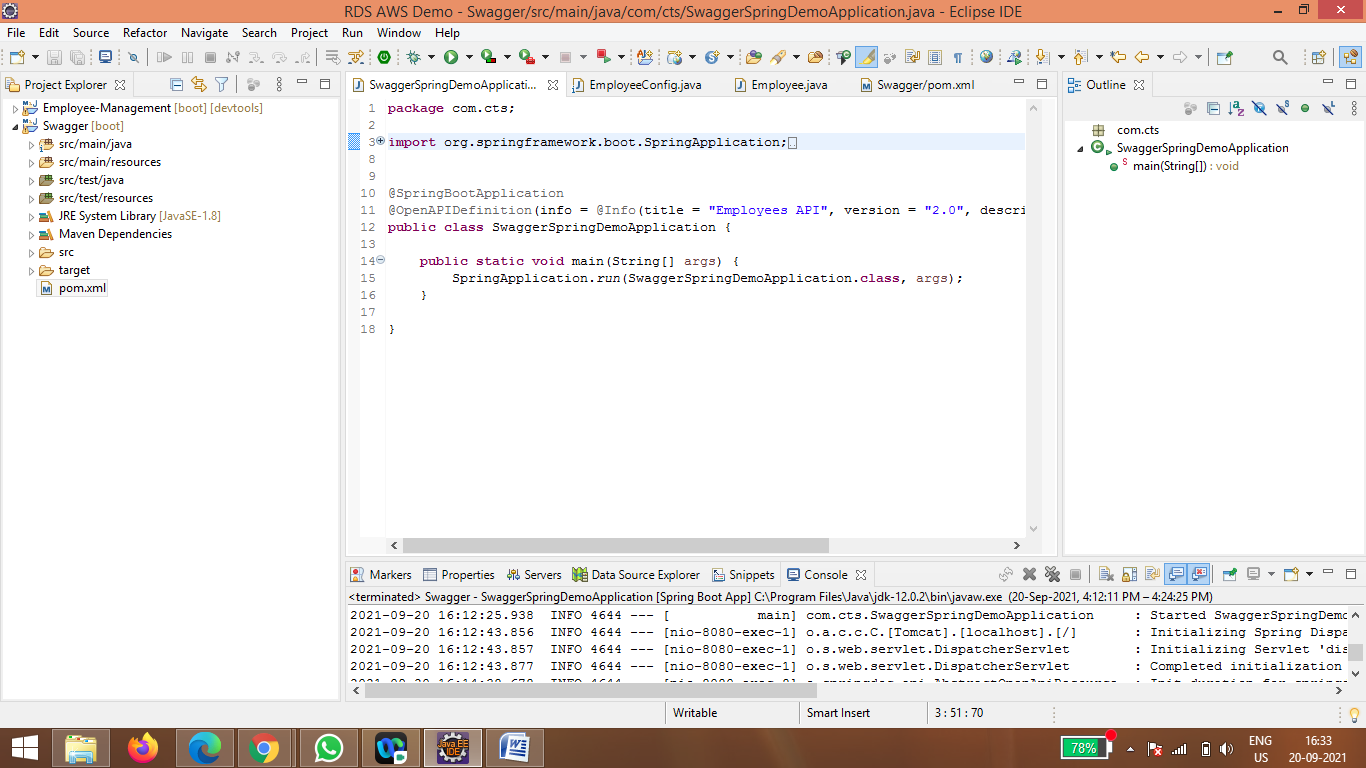 RDS AWS Demo - Swagger/src/main/java/com/cts/SwaggerSpringDemoApplication.java - Eclipse IDE
File Edit Source Refactor Navigate Search Project Run Window Help
Project Explorer
Employee-Management [boot] [devtools]
Swagger [boot]
src/main/java
src/main/resources
src/test/java
src/test/resources
JRE System Library [JavaSE-1.8]
Maven Dependencies
src
target
pom.xml
SwaggerSpringDemoApplicati... EmployeeConfig.java Employee.java Swagger/pom.xml
1 package com.cts;
2
3 import org.springframework.boot.SpringApplication;
8
9
10 @SpringBootApplication
11 @OpenAPIDefinition(info = @Info(title = "Employees API", version = "2.0", descri
12 public class SwaggerSpringDemoApplication {
13
14 public static void main(String[] args) {
15 SpringApplication.run(SwaggerSpringDemoApplication.class, args);
16 }
17
18 }
Outline
com.cts
SwaggerSpringDemoApplication
main(String[]) : void
Markers Properties Servers Data Source Explorer Snippets Console
<terminated> Swagger - SwaggerSpringDemoApplication [Spring Boot App] C:\Program Files\Java\jdk-12.0.2\bin\javaw.exe (20-Sep-2021, 4:12:11 PM – 4:24:25 PM)
2021-09-20 16:12:25.938 INFO 4644 --- [ main] com.cts.SwaggerSpringDemoApplication : Started SwaggerSpringDemo
2021-09-20 16:12:43.856 INFO 4644 --- [nio-8080-exec-1] o.a.c.c.C.[Tomcat].[localhost].[/] : Initializing Spring Dispa
2021-09-20 16:12:43.857 INFO 4644 --- [nio-8080-exec-1] o.s.web.servlet.DispatcherServlet : Initializing Servlet 'dis
2021-09-20 16:12:43.877 INFO 4644 --- [nio-8080-exec-1] o.s.web.servlet.DispatcherServlet : Completed initialization
Writable Smart Insert 3 : 51 : 70
Java EE
IDE
78%
ENG
US
16:33
20-09-2021